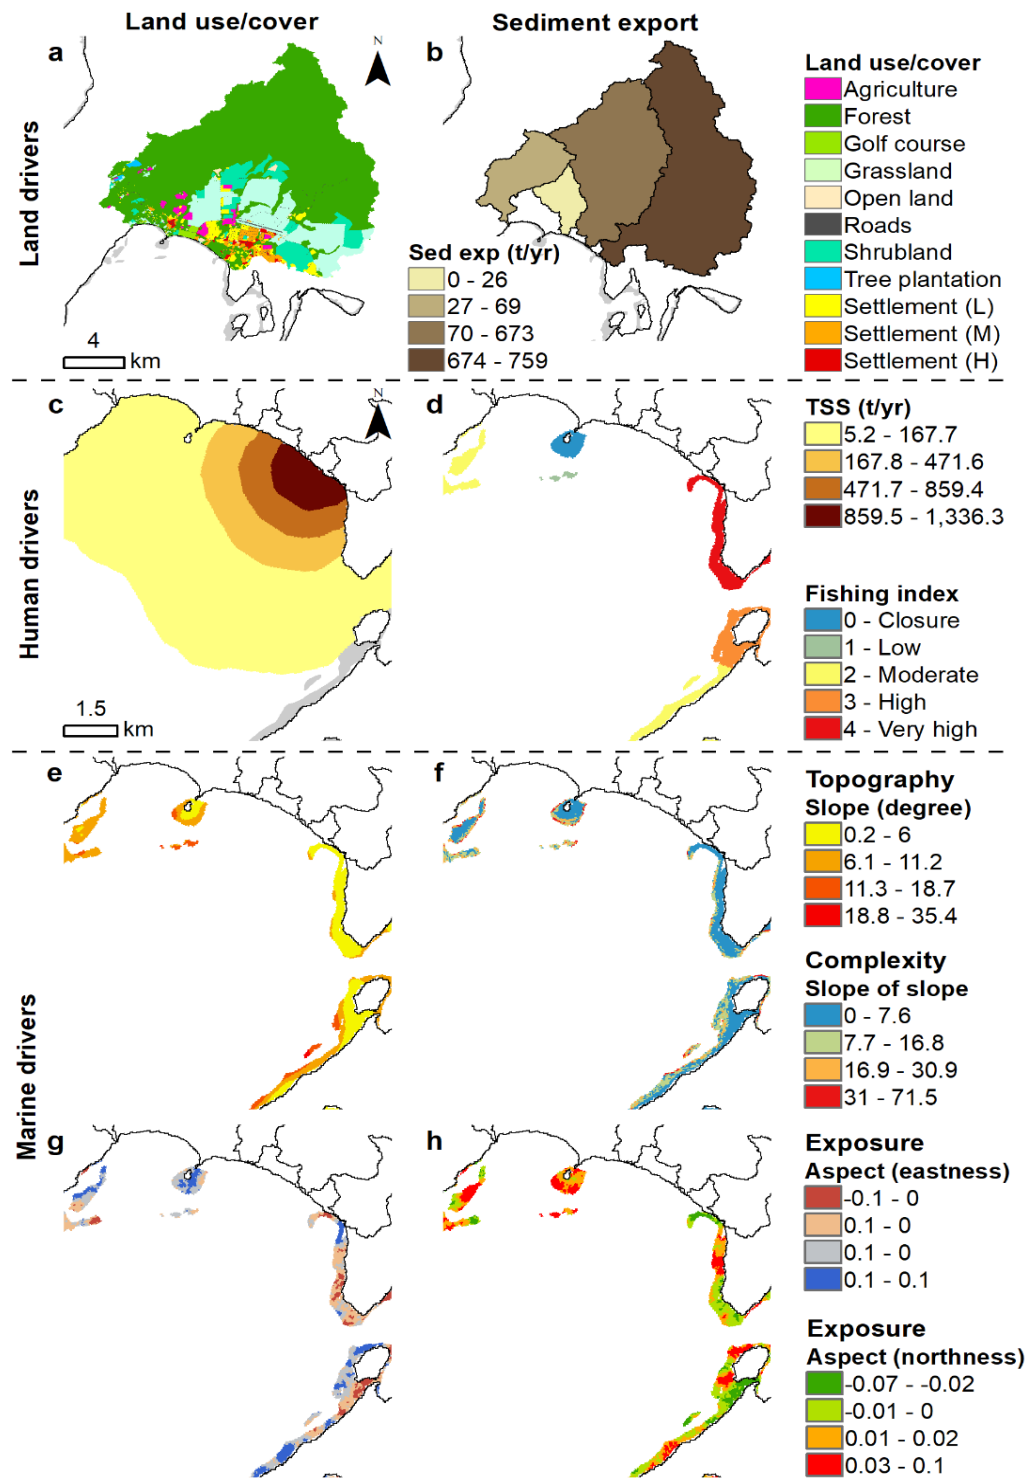 Land use/cover
Sediment export
a
N
b
Land drivers
Land use/cover
Agriculture
Forest
Golf course
Grassland
Open land
Roads
Shrubland
Tree plantation
Settlement (L)
Settlement (M)
Settlement (H)
Sed exp (t/yr)
0 - 26
27 - 69
70 - 673
674 - 759
4
km
c
N
d
Human drivers
TSS (t/yr)
5.2 - 167.7
167.8 - 471.6
471.7 - 859.4
859.5 - 1,336.3
Fishing index
0 - Closure
1 - Low
2 - Moderate
3 - High
4 - Very high
1.5
km
e
f
Marine drivers
Topography
Slope (degree)
0.2 - 6
6.1 - 11.2
11.3 - 18.7
18.8 - 35.4
Complexity
Slope of slope
0 - 7.6
7.7 - 16.8
16.9 - 30.9
31 - 71.5
g
h
Exposure
Aspect (eastness)
-0.1 - 0
0.1 - 0
0.1 - 0
0.1 - 0.1
Exposure
Aspect (northness)
-0.07 - -0.02
-0.01 - 0
0.01 - 0.02
0.03 - 0.1